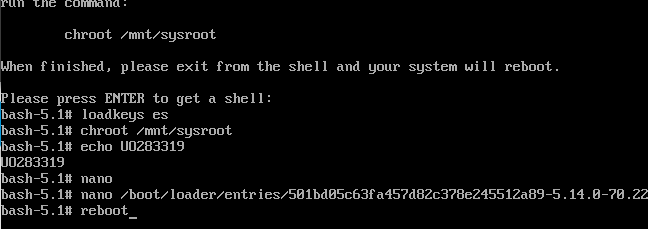 run the command:
chroot /mnt/sysroot
When finished, please exit from the shell and your system will reboot.
Please press ENTER to get a shell:
bash-5.1# loadkeys es
bash-5.1# chroot /mnt/sysroot
bash-5.1# echo UO283319
UO283319
bash-5.1# nano
bash-5.1# nano /boot/loader/entries/501bd05c63fa457d82c378e245512a89-5.14.0-70.22
bash-5.1# reboot_